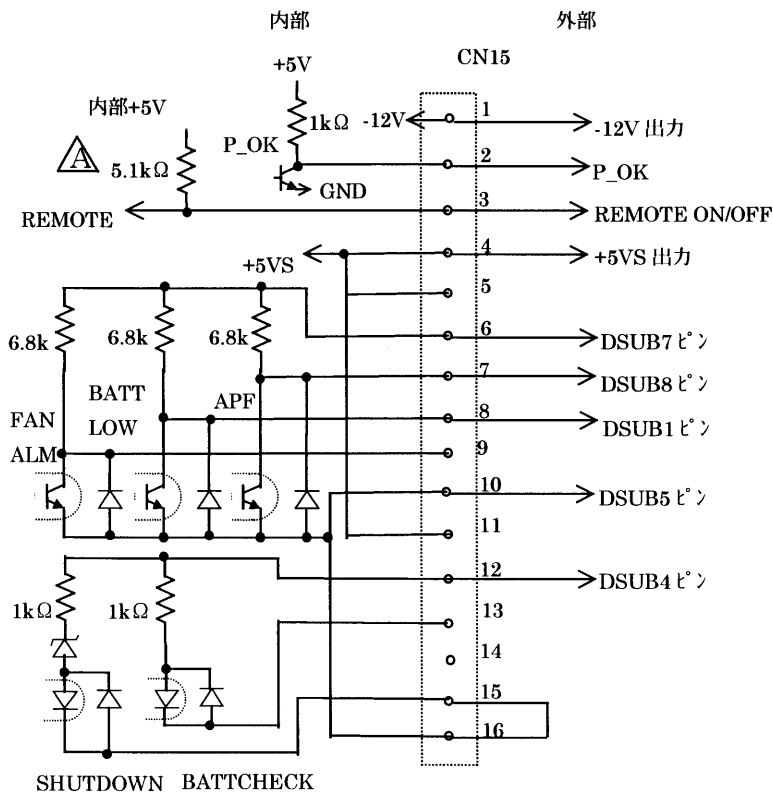 内部
外部
CN15
+5V
内部+5V
A
5.1kΩ
1kΩ
P_OK
GND
REMOTE
-12V
1
-12V 出力
2
P_OK
3
REMOTE ON/OFF
+5VS
4
+5VS 出力
5
6.8k
6.8k
6.8k
6
DSUB7ピン
7
DSUB8ピン
BATT
LOW
APF
8
DSUB1ピン
FAN
ALM
9
10
DSUB5ピン
11
12
DSUB4ピン
1kΩ
1kΩ
13
14
15
16
SHUTDOWN
BATTCHECK